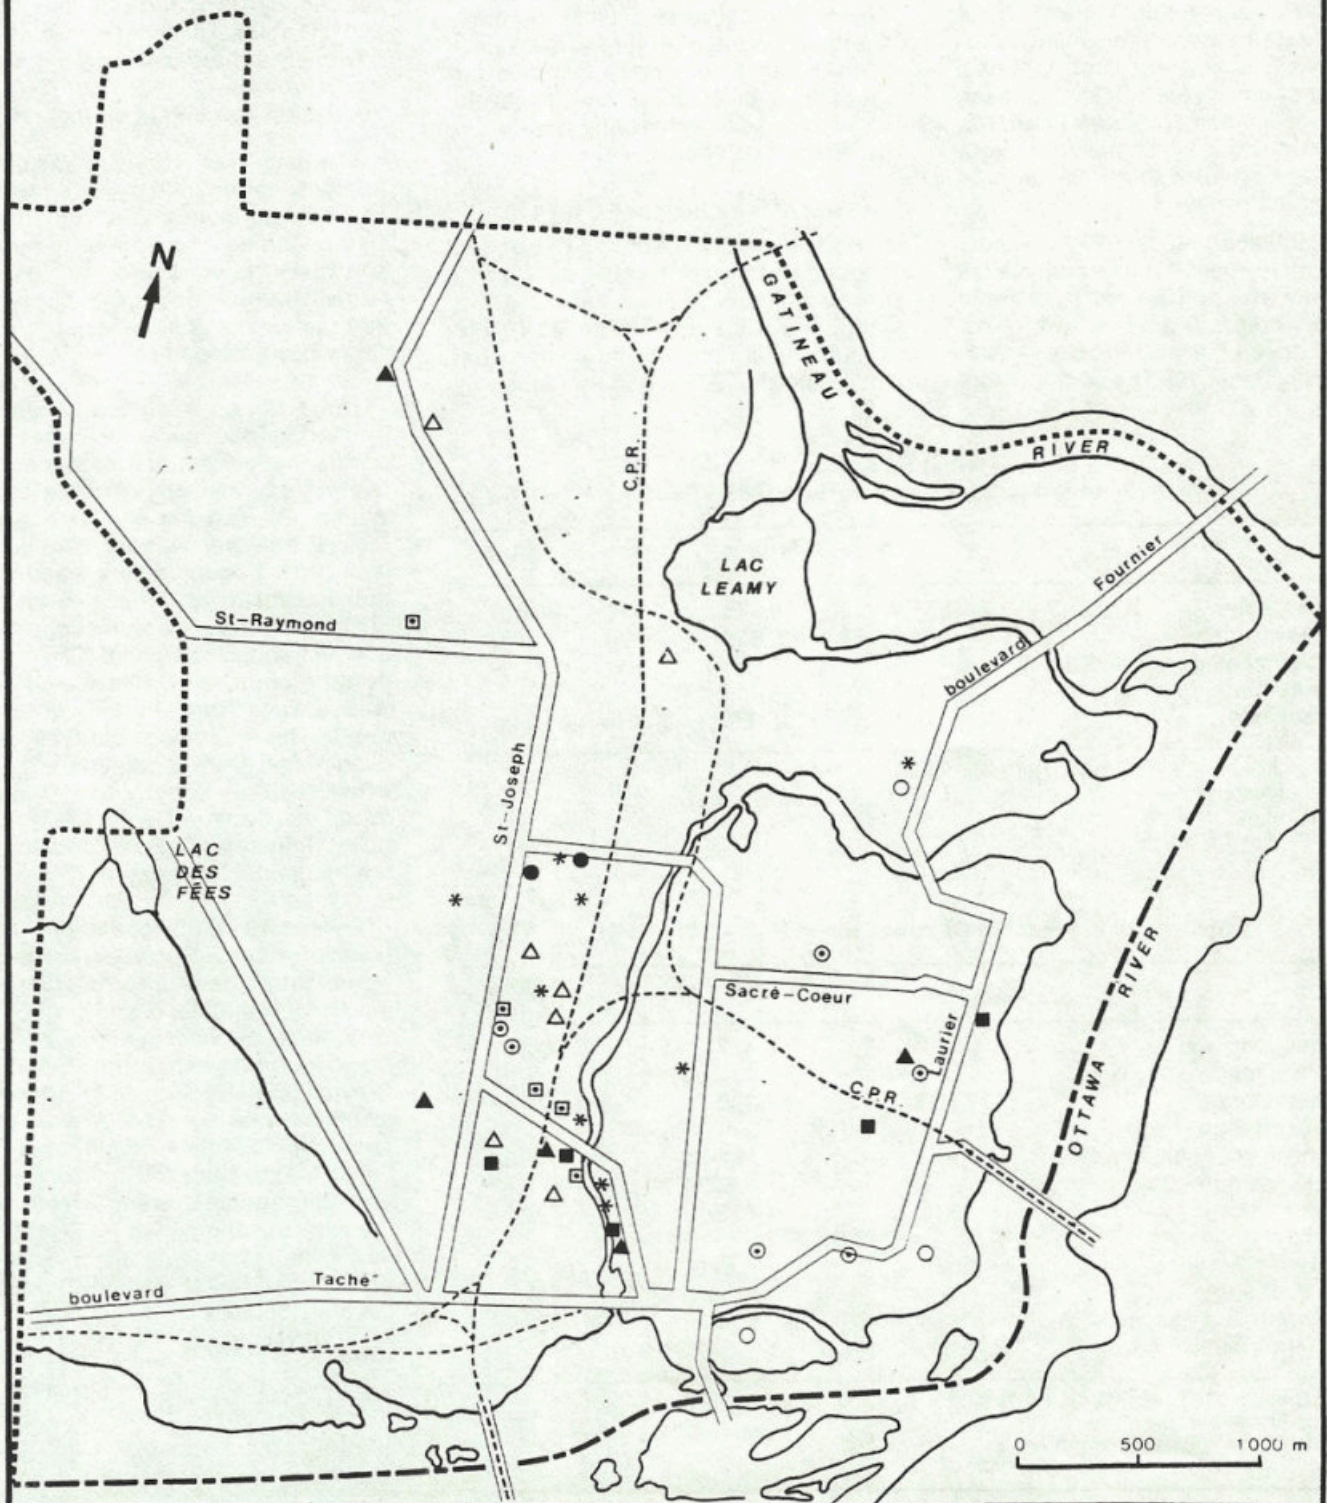 N
GATINEAU
RIVER
C.P.R.
LAC
LEAMY
Fournier
boulevard
St-Raymond
St-Joseph
LAC
DES
FÉES
Sacré-Coeur
Laurier
C.P.R.
OTTAWA RIVER
boulevard Taché
0 500 1000 m